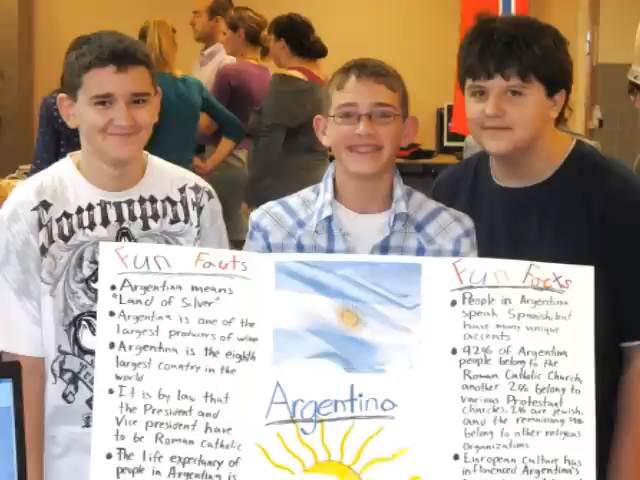 Southpole
Fun Facts
• Argentina means
"Land of Silver"
• Argentina is one of the
largest producers of wine
• Argentina is the eighth
largest country in the
world
• It is by law that
the President and
Vice president have
to be Roman Catholic
• The life expectancy of
people in Argentina is
Argentina
Fun Facts
• People in Argentina
speak Spanish, but
have many unique
accents
• 92% of Argentina
people belong to the
Roman Catholic Church,
another 2% belong to
various Protestant
churches, 2% are jewish,
and the remaining 4%
belong to other religous
organizations
• European culture has
influenced Argentina's